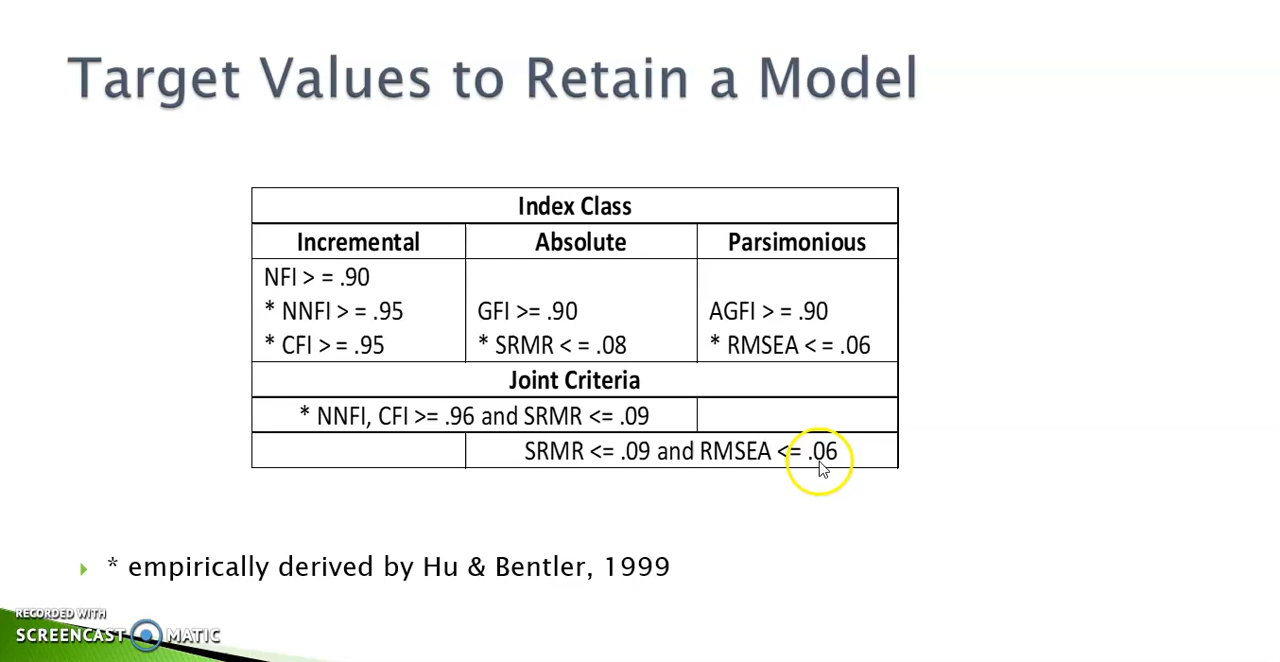 Target Values to Retain a Model
Index Class
Incremental Absolute Parsimonious
NFI > = .90
* NNFI > = .95 GFI >= .90 AGFI > = .90
* CFI > = .95 * SRMR < = .08 * RMSEA < = .06
Joint Criteria
* NNFI, CFI >= .96 and SRMR <= .09
SRMR <= .09 and RMSEA <= .06
* empirically derived by Hu & Bentler, 1999
RECORDED WITH
SCREENCAST MATIC